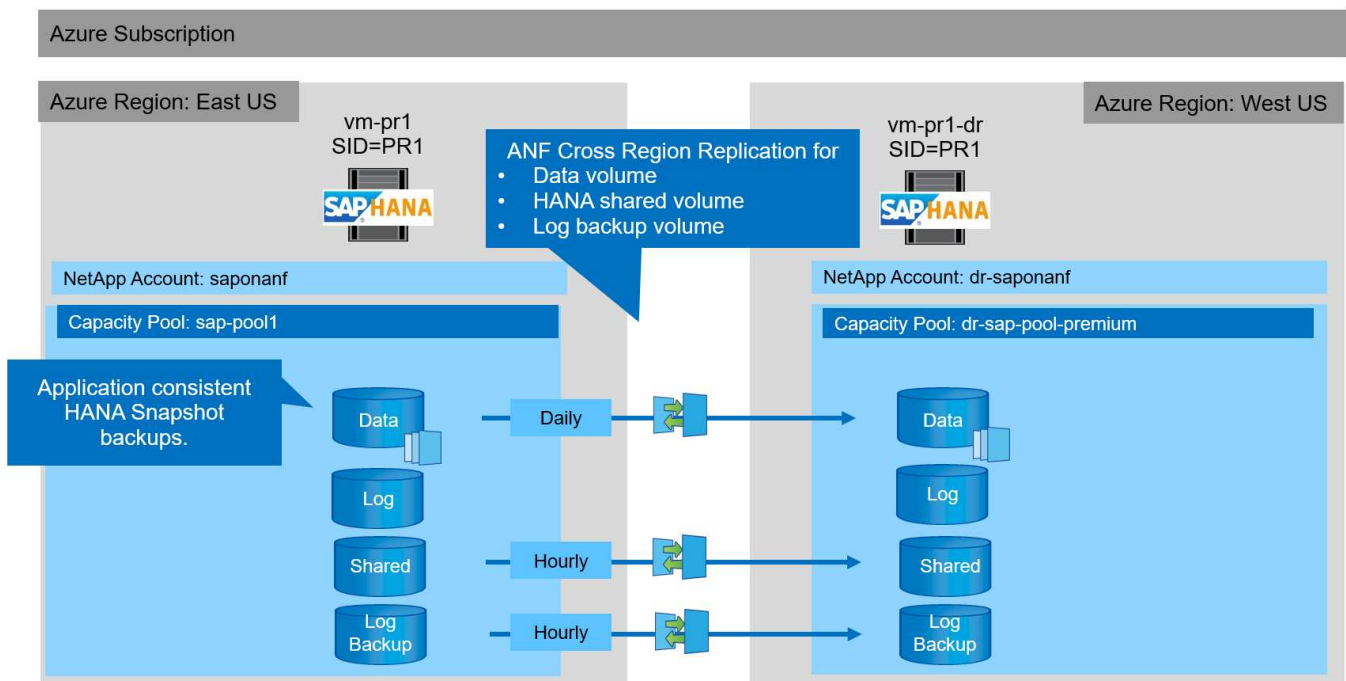 Azure Subscription
Azure Region: East US
Azure Region: West US
vm-pr1
SID=PR1
SAP HANA
ANF Cross Region Replication for
• Data volume
• HANA shared volume
• Log backup volume
vm-pr1-dr
SID=PR1
SAP HANA
NetApp Account: saponanf
NetApp Account: dr-saponanf
Capacity Pool: sap-pool1
Capacity Pool: dr-sap-pool-premium
Application consistent
HANA Snapshot
backups.
Data
Daily
Data
Log
Log
Shared
Hourly
Shared
Log
Backup
Hourly
Log
Backup